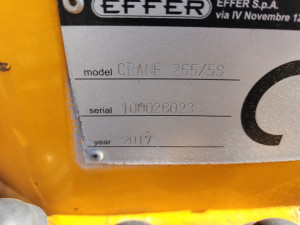 EFFER
EFFER S.p.A.
via IV Novembre 12
model CRANE 255/5S
serial 100026023
year 2017